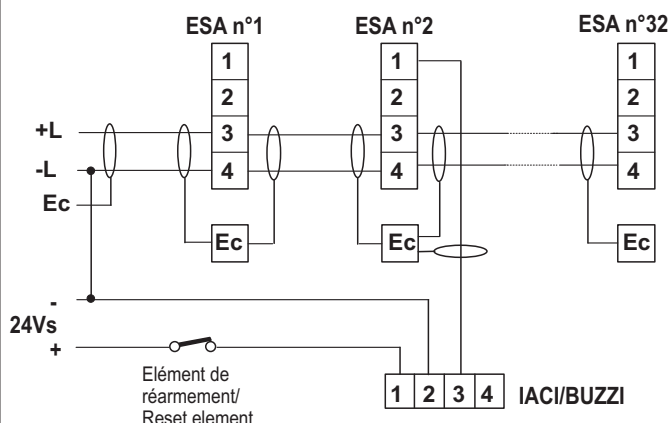 ESA n°1 ESA n°2 ESA n°32
1 1 1
2 2 2
+L 3 3 3
-L 4 4 4
Ec
Ec Ec Ec
-
24Vs
+
Elément de
réarmement/
Reset element
1 2 3 4 IACI/BUZZI